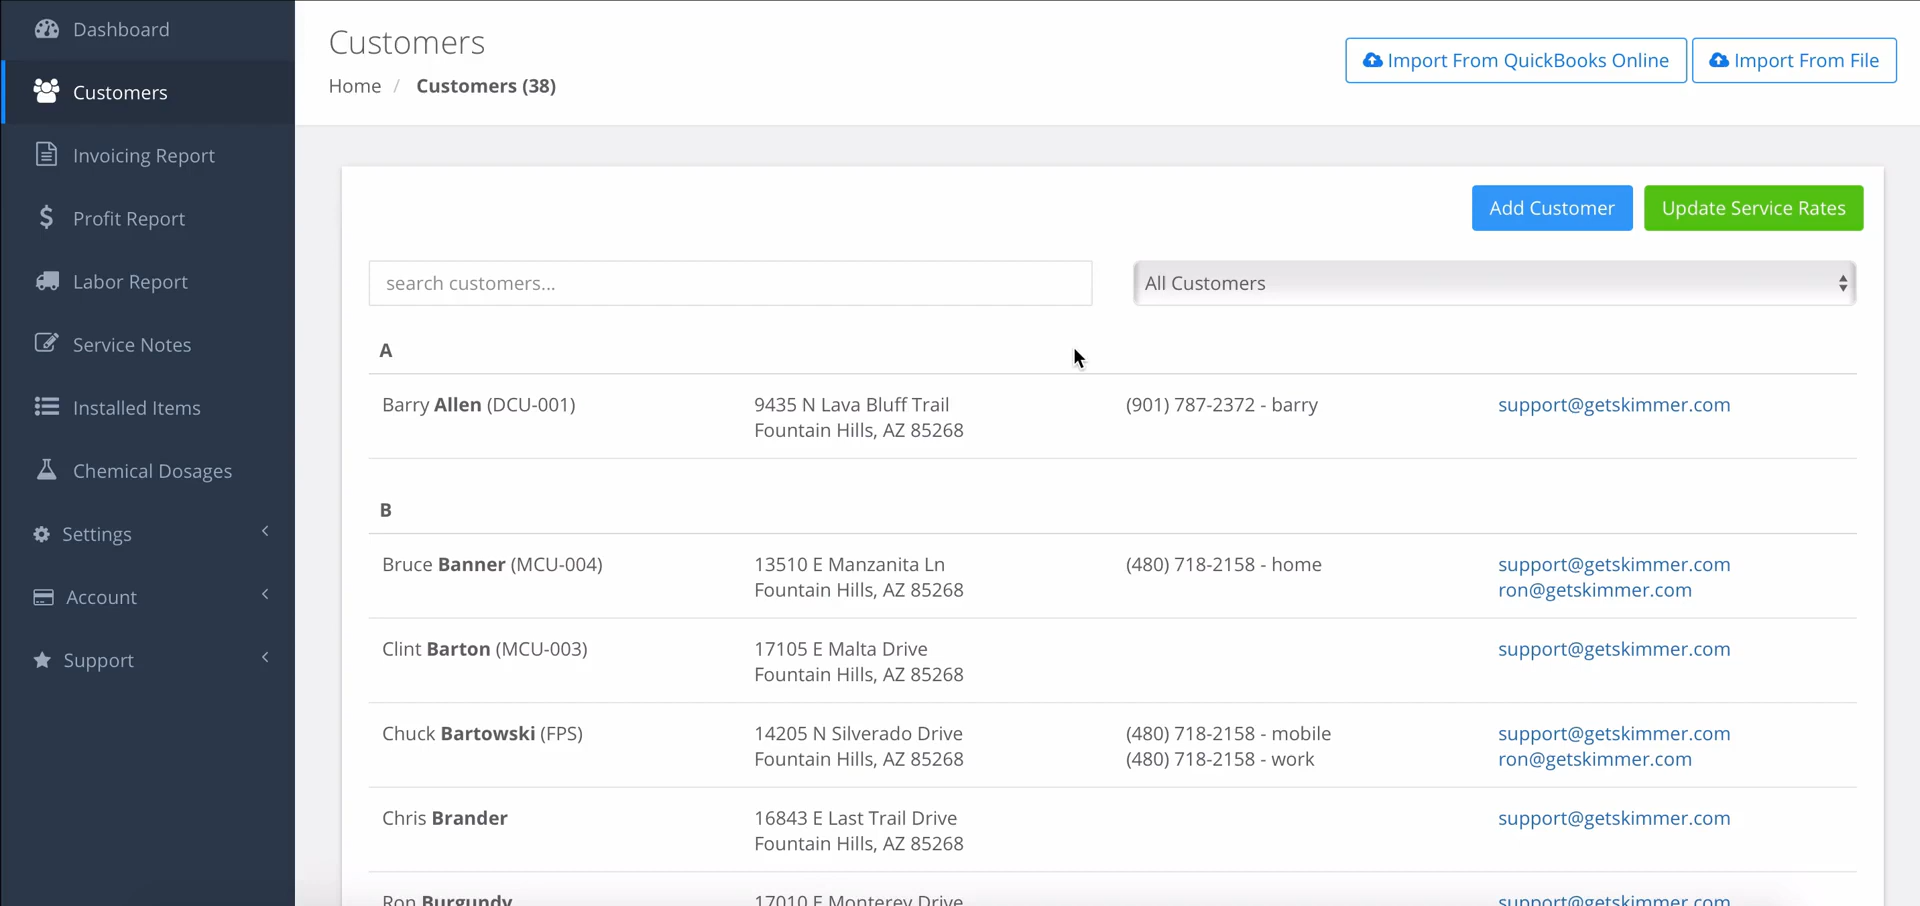 Dashboard
Customers
Invoicing Report
Profit Report
Labor Report
Service Notes
Installed Items
Chemical Dosages
Settings
Account
Support
Customers
Home / Customers (38)
Import From QuickBooks Online
Import From File
Add Customer
Update Service Rates
search customers...
All Customers
A
Barry Allen (DCU-001)
9435 N Lava Bluff Trail
Fountain Hills, AZ 85268
(901) 787-2372 - barry
support@getskimmer.com
B
Bruce Banner (MCU-004)
13510 E Manzanita Ln
Fountain Hills, AZ 85268
(480) 718-2158 - home
support@getskimmer.com
ron@getskimmer.com
Clint Barton (MCU-003)
17105 E Malta Drive
Fountain Hills, AZ 85268
support@getskimmer.com
Chuck Bartowski (FPS)
14205 N Silverado Drive
Fountain Hills, AZ 85268
(480) 718-2158 - mobile
(480) 718-2158 - work
support@getskimmer.com
ron@getskimmer.com
Chris Brander
16843 E Last Trail Drive
Fountain Hills, AZ 85268
support@getskimmer.com
Ron Burgundy
17010 E Monterey Drive
support@getskimmer.com